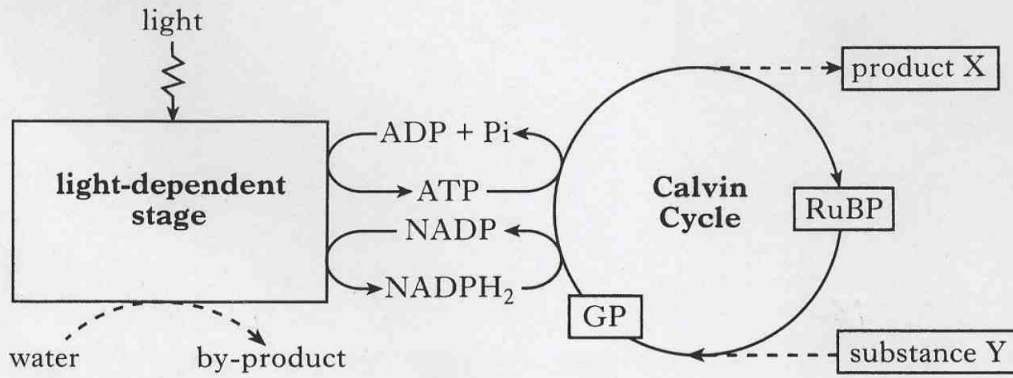 light
product X
ADP + Pi
light-dependent
stage
ATP
Calvin
Cycle
RuBP
NADP
NADPH₂
GP
water
by-product
substance Y